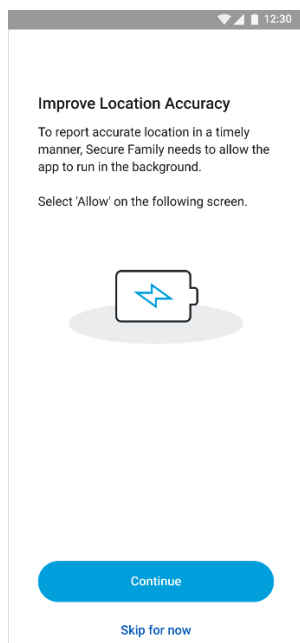 12:30
Improve Location Accuracy
To report accurate location in a timely
manner, Secure Family needs to allow the
app to run in the background.
Select 'Allow' on the following screen.
Continue
Skip for now